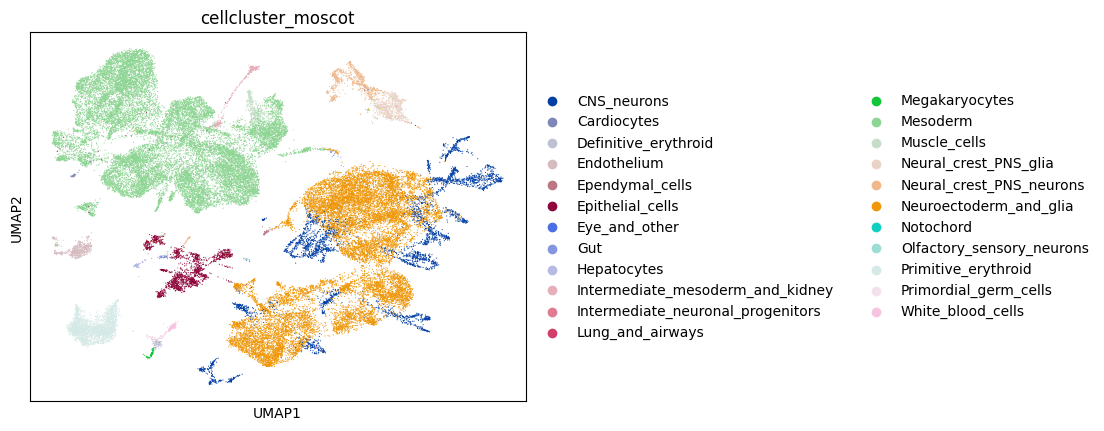 cellcluster_moscot
UMAP2
UMAP1
CNS_neurons
Cardiocytes
Definitive_erythroid
Endothelium
Ependymal_cells
Epithelial_cells
Eye_and_other
Gut
Hepatocytes
Intermediate_mesoderm_and_kidney
Intermediate_neuronal_progenitors
Lung_and_airways
Megakaryocytes
Mesoderm
Muscle_cells
Neural_crest_PNS_glia
Neural_crest_PNS_neurons
Neuroectoderm_and_glia
Notochord
Olfactory_sensory_neurons
Primitive_erythroid
Primordial_germ_cells
White_blood_cells